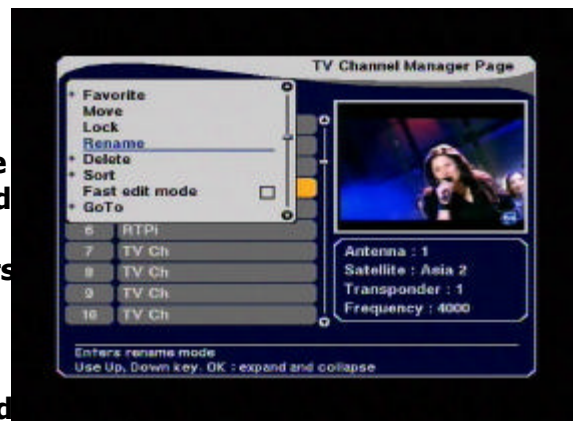 TV Channel Manager Page
+ Favorite
Move
Lock
Rename
+ Delete
+ Sort
Fast edit mode
+ GoTo
6 RTPi
7 TV Ch
8 TV Ch
9 TV Ch
10 TV Ch
Antenna : 1
Satellite : Asia 2
Transponder : 1
Frequency : 4000
Enters rename mode
Use Up, Down key. OK : expand and collapse
e
d
rs
d